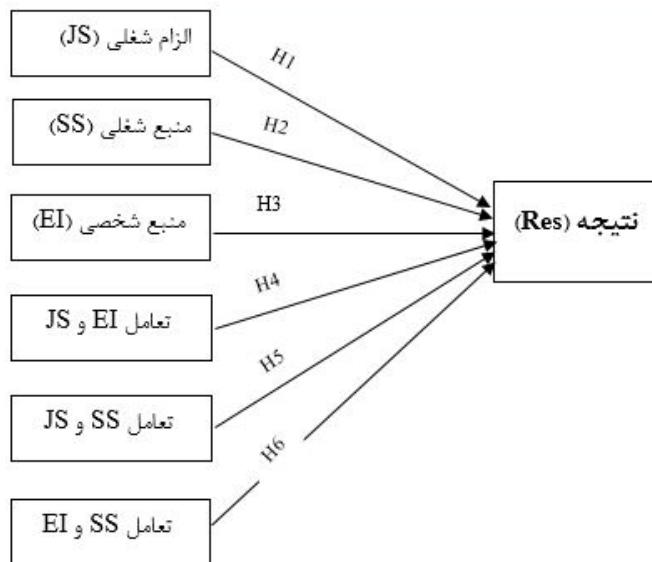 الزام شغلی (JS)
H1
منبع شغلی (SS)
H2
منبع شخصی (EI)
H3
نتیجه (Res)
تعامل EI و JS
H4
تعامل SS و JS
H5
تعامل SS و EI
H6